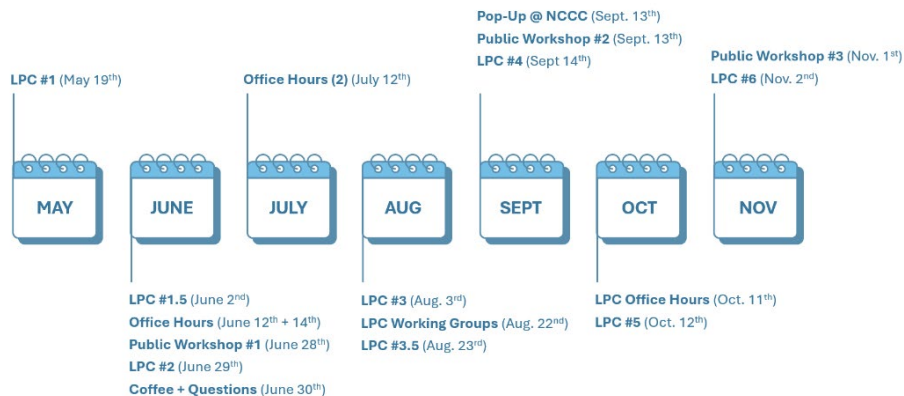 Pop-Up @ NCCC (Sept. 13th)
Public Workshop #2 (Sept. 13th)
LPC #4 (Sept 14th)
Public Workshop #3 (Nov. 1st)
LPC #6 (Nov. 2nd)
LPC #1 (May 19th)
Office Hours (2) (July 12th)
MAY
JUNE
JULY
AUG
SEPT
OCT
NOV
LPC #1.5 (June 2nd)
Office Hours (June 12th + 14th)
Public Workshop #1 (June 28th)
LPC #2 (June 29th)
Coffee + Questions (June 30th)
LPC #3 (Aug. 3rd)
LPC Working Groups (Aug. 22nd)
LPC #3.5 (Aug. 23rd)
LPC Office Hours (Oct. 11th)
LPC #5 (Oct. 12th)